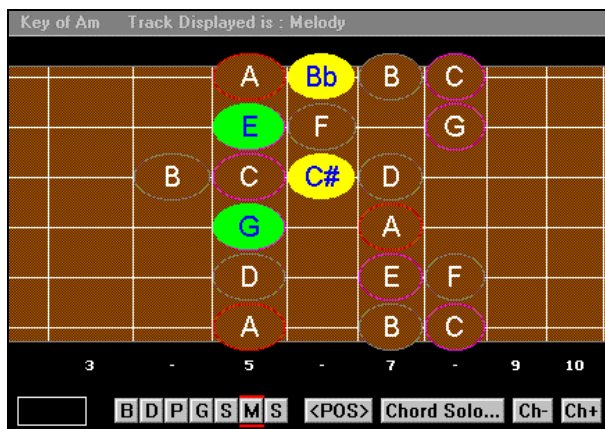 Key of Am Track Displayed is : Melody
A Bb B C
E F G
B C C# D
G A
D E F
A B C
3 - 5 - 7 - 9 10
B D P G S M S <POS> Chord Solo... Ch- Ch+